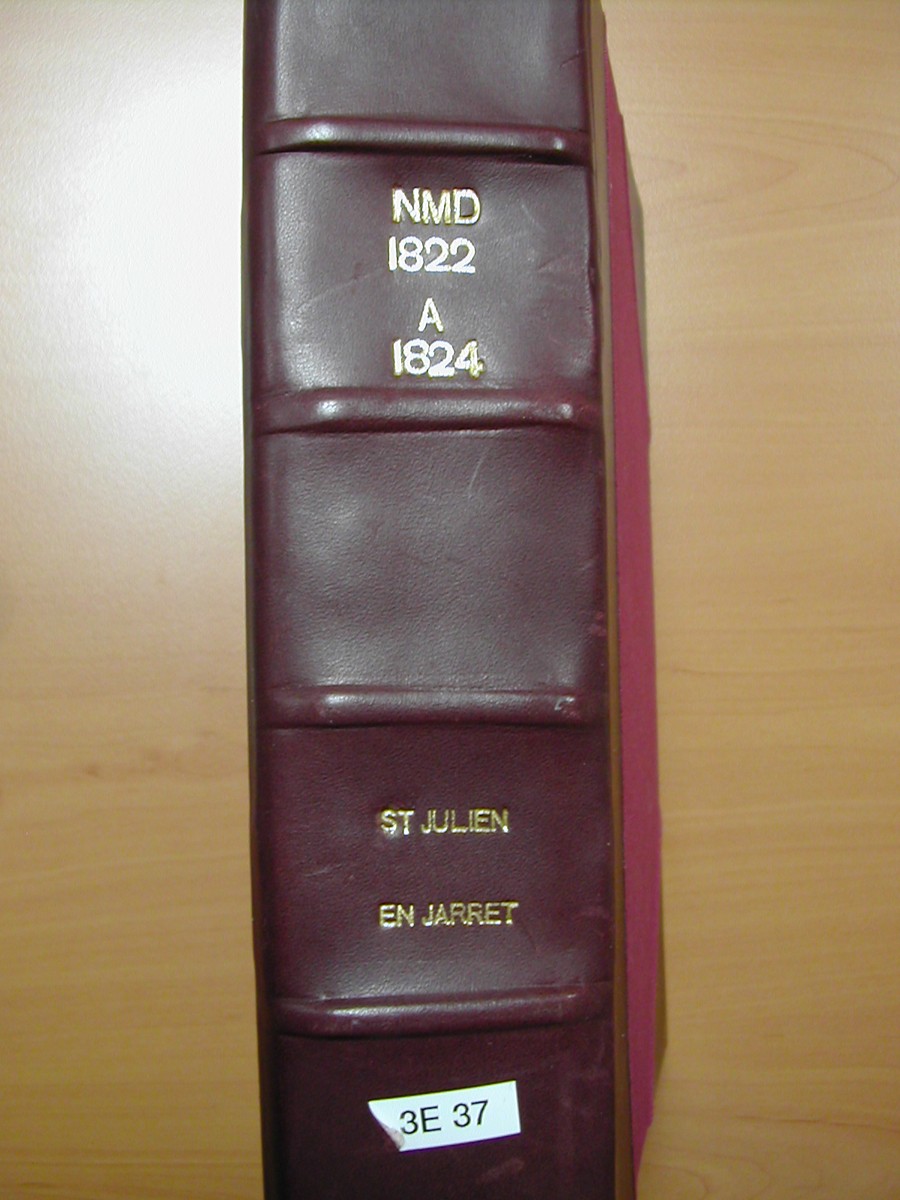 NMD
1822
A
1824
ST JULIEN
EN JARRET
3E 37